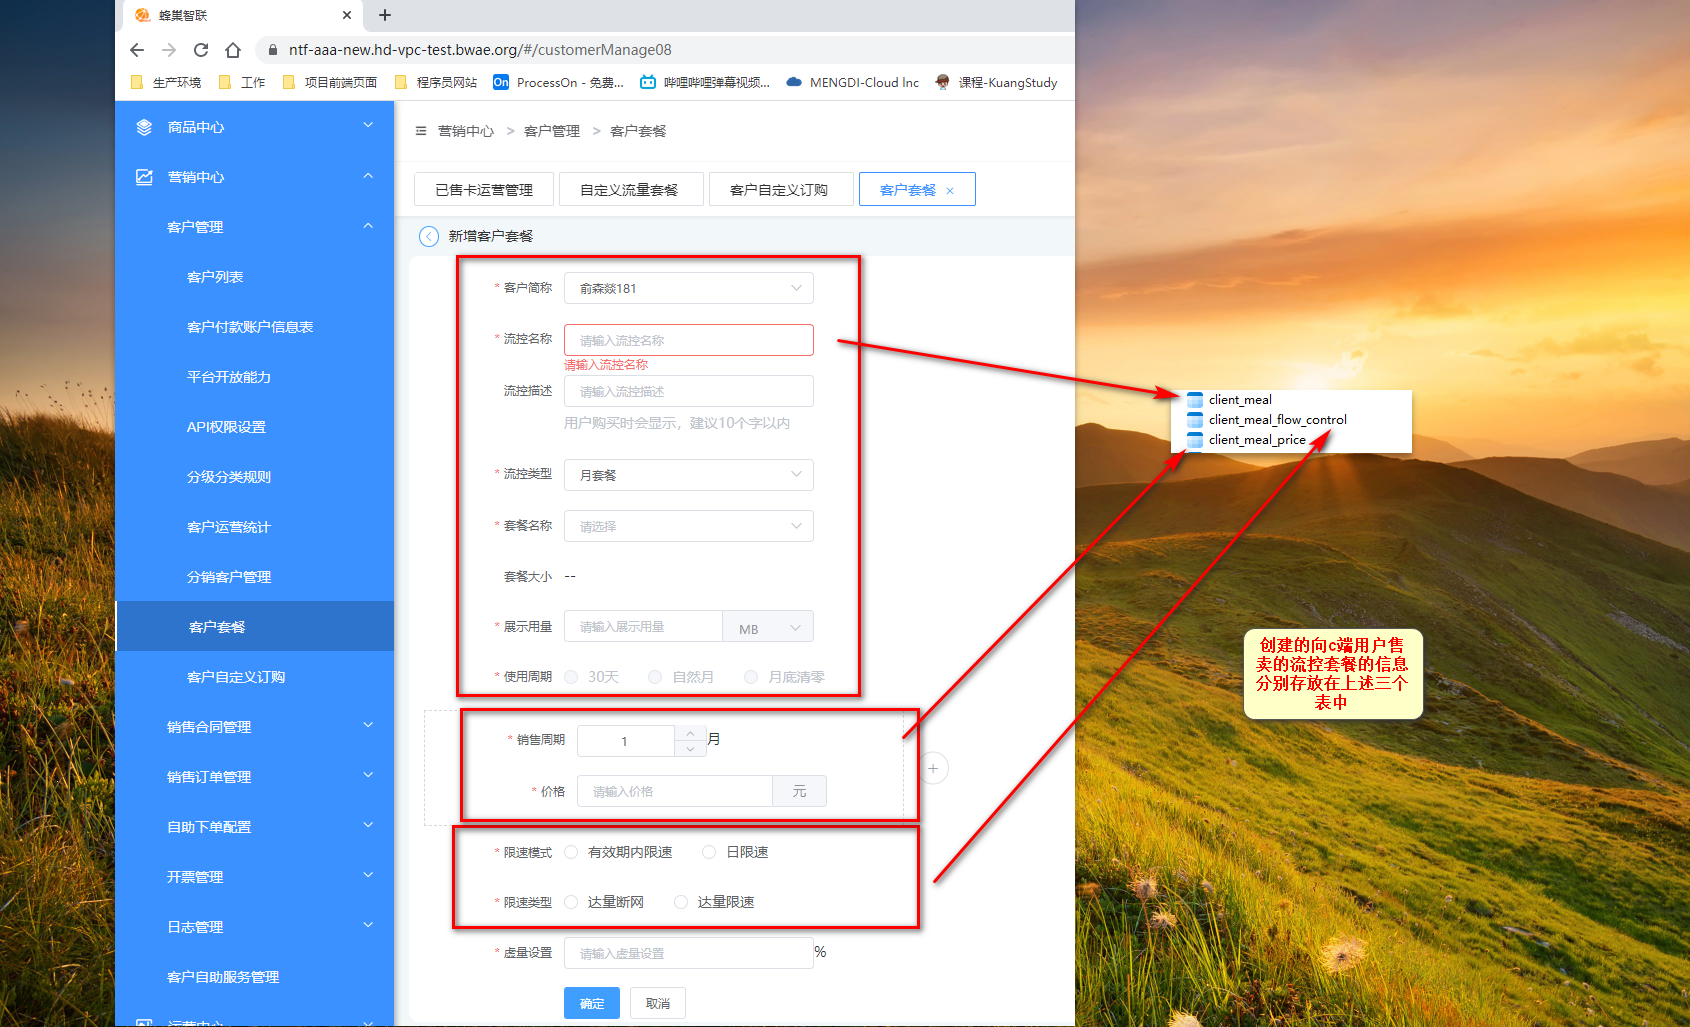 蜂巢智联
ntf-aaa-new.hd-vpc-test.bwae.org/#/customerManage08
生产环境
工作
项目前端页面
程序员网站
On
ProcessOn - 免费...
哔哩哔哩弹幕视频...
MENGDI-Cloud lnc
课程-KuangStudy
商品中心
营销中心
客户管理
客户列表
客户付款账户信息表
平台开放能力
API权限设置
分级分类规则
客户运营统计
分销客户管理
客户套餐
客户自定义订购
销售合同管理
销售订单管理
自助下单配置
开票管理
日志管理
客户自助服务管理
运营中心
营销中心 > 客户管理 > 客户套餐
已售卡运营管理
自定义流量套餐
客户自定义订购
客户套餐 ×
新增客户套餐
* 客户简称 俞森燚181
* 流控名称 请输入流控名称
请输入流控名称
流控描述 请输入流控描述
用户购买时会显示，建议10个字以内
* 流控类型 月套餐
* 套餐名称 请选择
套餐大小 --
* 展示用量 请输入展示用量 MB
* 使用周期 30天 自然月 月底清零
* 销售周期 1 月
* 价格 请输入价格 元
* 限速模式 有效期内限速 日限速
* 限速类型 达量断网 达量限速
* 虚量设置 请输入虚量设置 %
确定 取消
client_meal
client_meal_flow_control
client_meal_price
创建的向c端用户售
卖的流控套餐的信息
分别存放在上述三个
表中